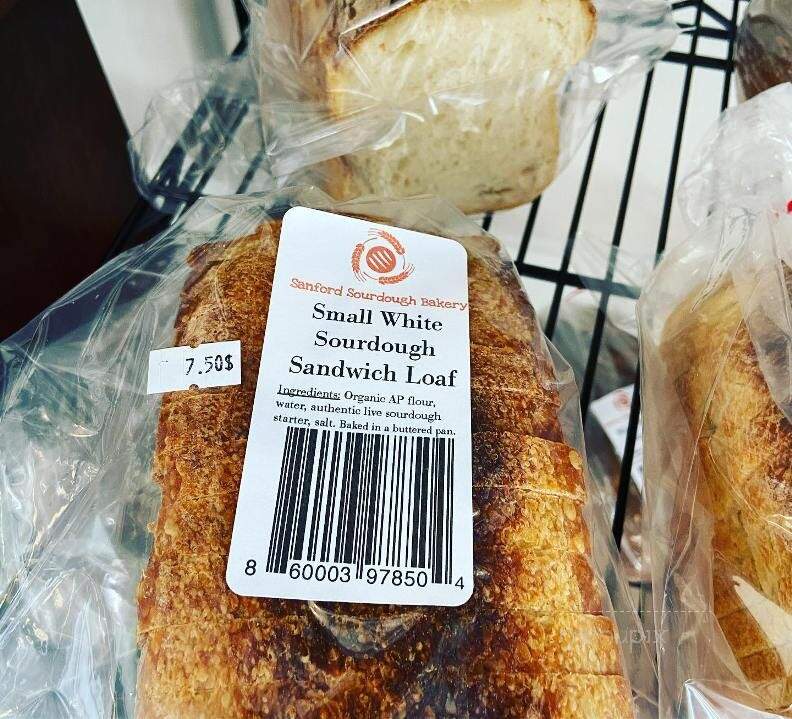 Sanford Sourdough Bakery
Small White
Sourdough
Sandwich Loaf
7.50$
Ingredients: Organic AP flour,
water, authentic live sourdough
starter, salt. Baked in a buttered pan.
8 60003 97850 4